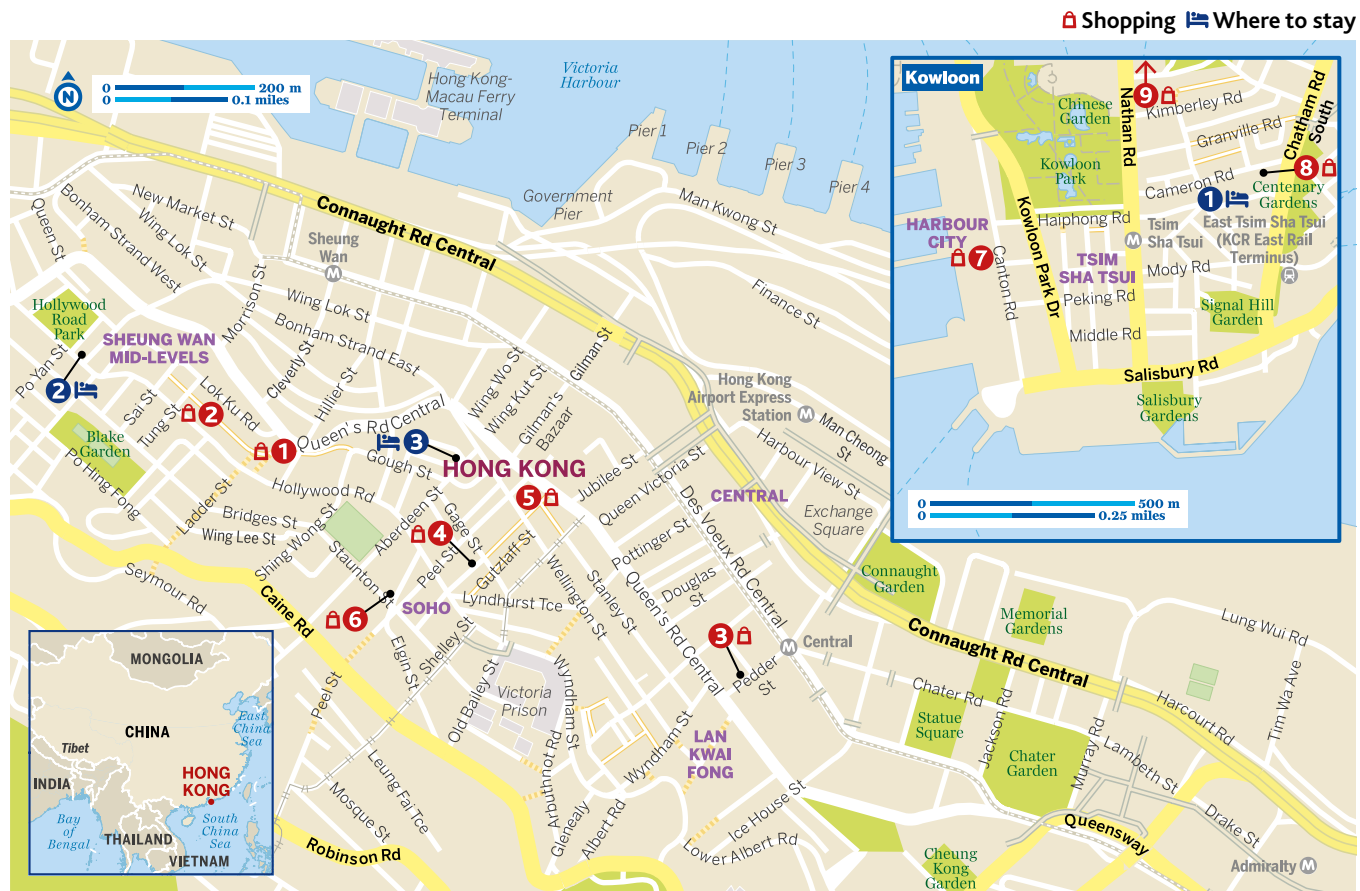 Shopping
Where to stay
N
0 200 m
0 0.1 miles
Hong Kong-
Macau Ferry
Terminal
Victoria
Harbour
Pier 1
Pier 2
Pier 3
Pier 4
Government
Pier
Man Kwong St
Connaught Rd Central
Sheung
Wan
M
New Market St
Wing Lok St
Bonham Strand West
Queen St
Morrison St
Wing Lok St
Bonham Strand East
Finance St
Hollywood
Road
Park
SHEUNG WAN
MID-LEVELS
Po Yan St
2
Sai St
Tung St
Lok Ku Rd
2
Cleverly St
Hillier St
Queen's Rd Central
1
3
Wing Wo St
Wing Kut St
Gilman's
Bazaar
Gilman St
Hong Kong
Airport Express
Station
M
Man Cheong
St
Harbour View St
Blake
Garden
Po Hing Fong
Ladder St
Hollywood Rd
Bridges St
Wing Lee St
Shing Wong St
Gough St
HONG KONG
5
Aberdeen St
Gage St
4
Peel St
Gutzlaff St
Jubilee St
Queen Victoria St
CENTRAL
Exchange
Square
Pottinger St
Des Voeux Rd Central
Douglas
St
Connaught
Garden
Memorial
Gardens
Lung Wui Rd
Seymour Rd
Caine Rd
Staunton St
6
SOHO
Lyndhurst Tce
Wellington St
Stanley St
Queen's Rd Central
3
Pedder
St
M
Central
Connaught Rd Central
Elgin St
Shelley St
Peel St
Old Bailey St
Victoria
Prison
Wyndham St
Wyndham St
Arbuthnot Rd
Glenealy
Albert Rd
LAN
KWAI
FONG
Ice House St
Lower Albert Rd
Chater Rd
Statue
Square
Jackson Rd
Chater
Garden
Murray Rd
Lambeth St
Harcourt Rd
Tim Wa Ave
Drake St
Queensway
Cheung
Kong
Garden
Admiralty
M
Leung Fai Tce
Mosque St
Robinson Rd
MONGOLIA
CHINA
East
China
Sea
Tibet
INDIA
HONG
KONG
Bay
of
Bengal
THAILAND
South
China
Sea
VIETNAM
Kowloon
9
Kimberley Rd
Chinese
Garden
Nathan Rd
Granville Rd
Chatham Rd
South
Kowloon
Park
Cameron Rd
8
1
Centenary
Gardens
Haiphong Rd
HARBOUR
CITY
7
Canton Rd
Kowloon Park Dr
M
Tsim
Sha Tsui
East Tsim Sha Tsui
(KCR East Rail
Terminus)
TSIM
SHA TSUI
Mody Rd
Peking Rd
Middle Rd
Signal Hill
Garden
Salisbury Rd
Salisbury
Gardens
0 500 m
0 0.25 miles